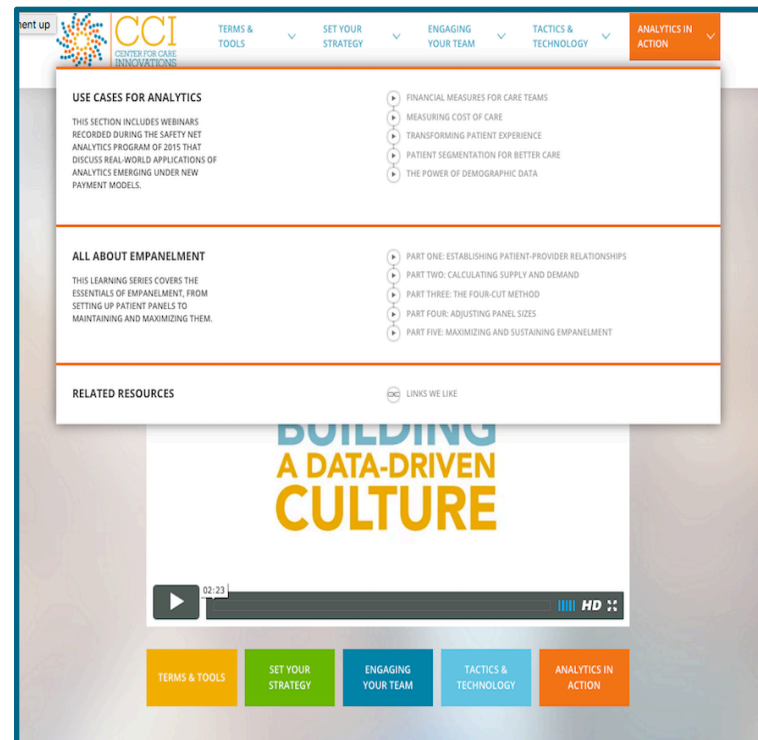 nent up
CCI
CENTER FOR CARE
INNOVATIONS
TERMS &
TOOLS
SET YOUR
STRATEGY
ENGAGING
YOUR TEAM
TACTICS &
TECHNOLOGY
ANALYTICS IN
ACTION
USE CASES FOR ANALYTICS
THIS SECTION INCLUDES WEBINARS
RECORDED DURING THE SAFETY NET
ANALYTICS PROGRAM OF 2015 THAT
DISCUSS REAL-WORLD APPLICATIONS OF
ANALYTICS EMERGING UNDER NEW
PAYMENT MODELS.
FINANCIAL MEASURES FOR CARE TEAMS
MEASURING COST OF CARE
TRANSFORMING PATIENT EXPERIENCE
PATIENT SEGMENTATION FOR BETTER CARE
THE POWER OF DEMOGRAPHIC DATA
ALL ABOUT EMPANELMENT
THIS LEARNING SERIES COVERS THE
ESSENTIALS OF EMPANELMENT, FROM
SETTING UP PATIENT PANELS TO
MAINTAINING AND MAXIMIZING THEM.
PART ONE: ESTABLISHING PATIENT-PROVIDER RELATIONSHIPS
PART TWO: CALCULATING SUPPLY AND DEMAND
PART THREE: THE FOUR-CUT METHOD
PART FOUR: ADJUSTING PANEL SIZES
PART FIVE: MAXIMIZING AND SUSTAINING EMPANELMENT
RELATED RESOURCES
LINKS WE LIKE
BUILDING
A DATA-DRIVEN
CULTURE
02:23
HD
TERMS & TOOLS
SET YOUR
STRATEGY
ENGAGING
YOUR TEAM
TACTICS &
TECHNOLOGY
ANALYTICS IN
ACTION